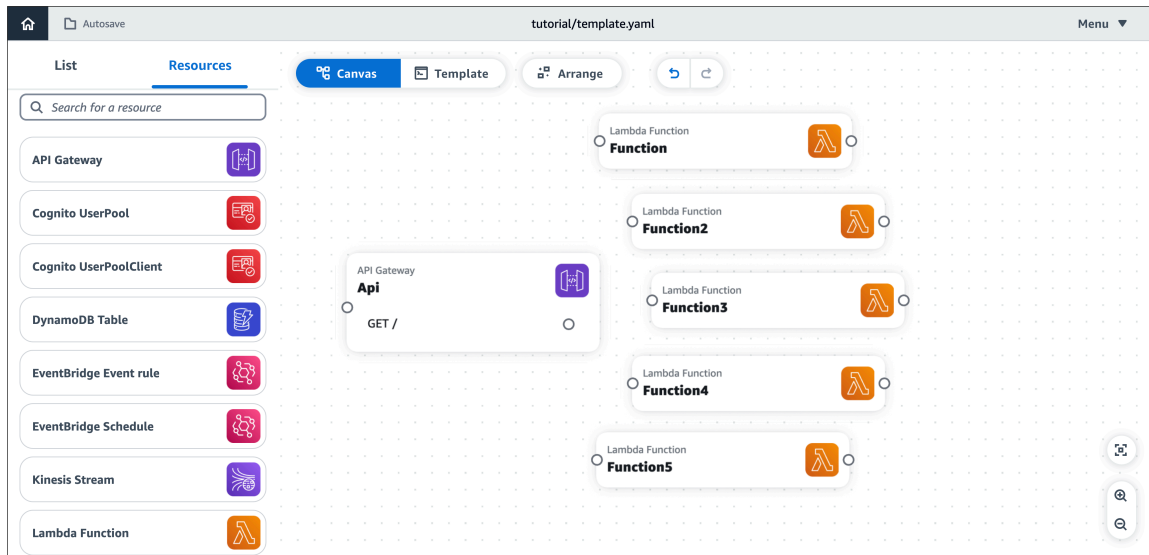 Autosave
tutorial/template.yaml
Menu
List
Resources
Canvas
Template
Arrange
Search for a resource
API Gateway
Cognito UserPool
Cognito UserPoolClient
DynamoDB Table
EventBridge Event rule
EventBridge Schedule
Kinesis Stream
Lambda Function
API Gateway
Api
GET /
Lambda Function
Function
Lambda Function
Function2
Lambda Function
Function3
Lambda Function
Function4
Lambda Function
Function5